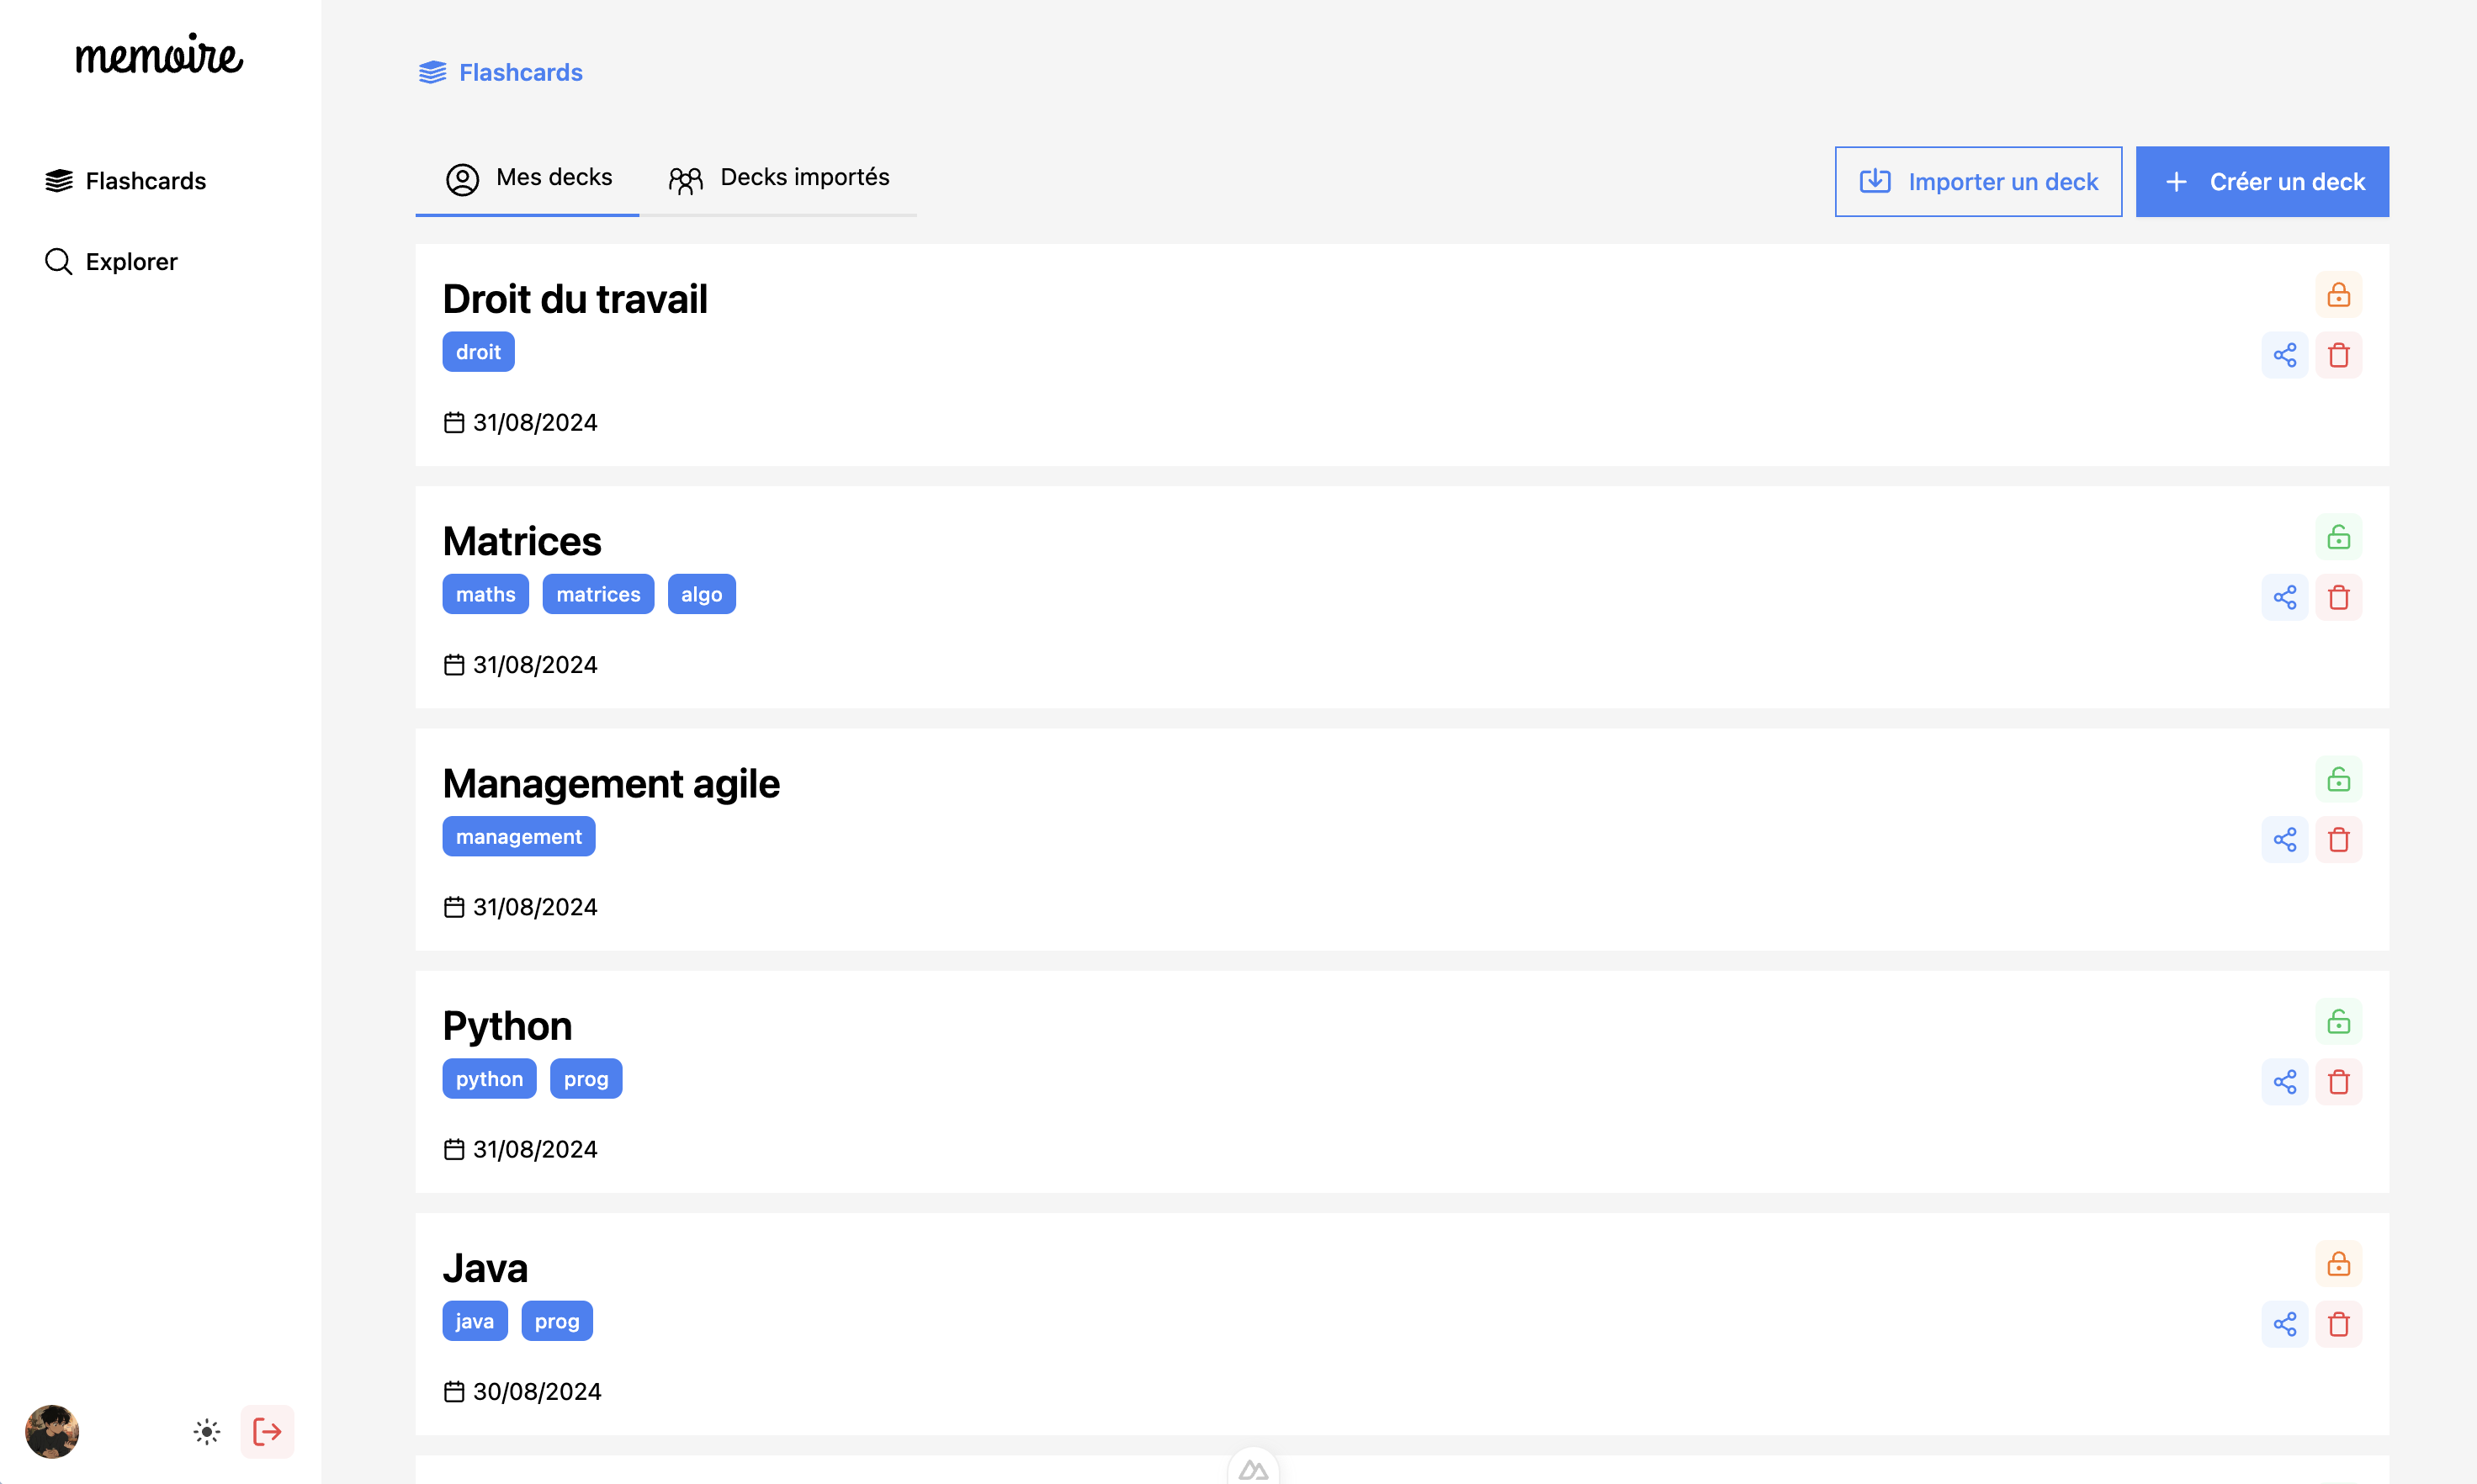 memoire
Flashcards
Explorer
Flashcards
Mes decks
Decks importés
Importer un deck
Créer un deck
Droit du travail
droit
31/08/2024
Matrices
maths matrices algo
31/08/2024
Management agile
management
31/08/2024
Python
python prog
31/08/2024
Java
java prog
30/08/2024